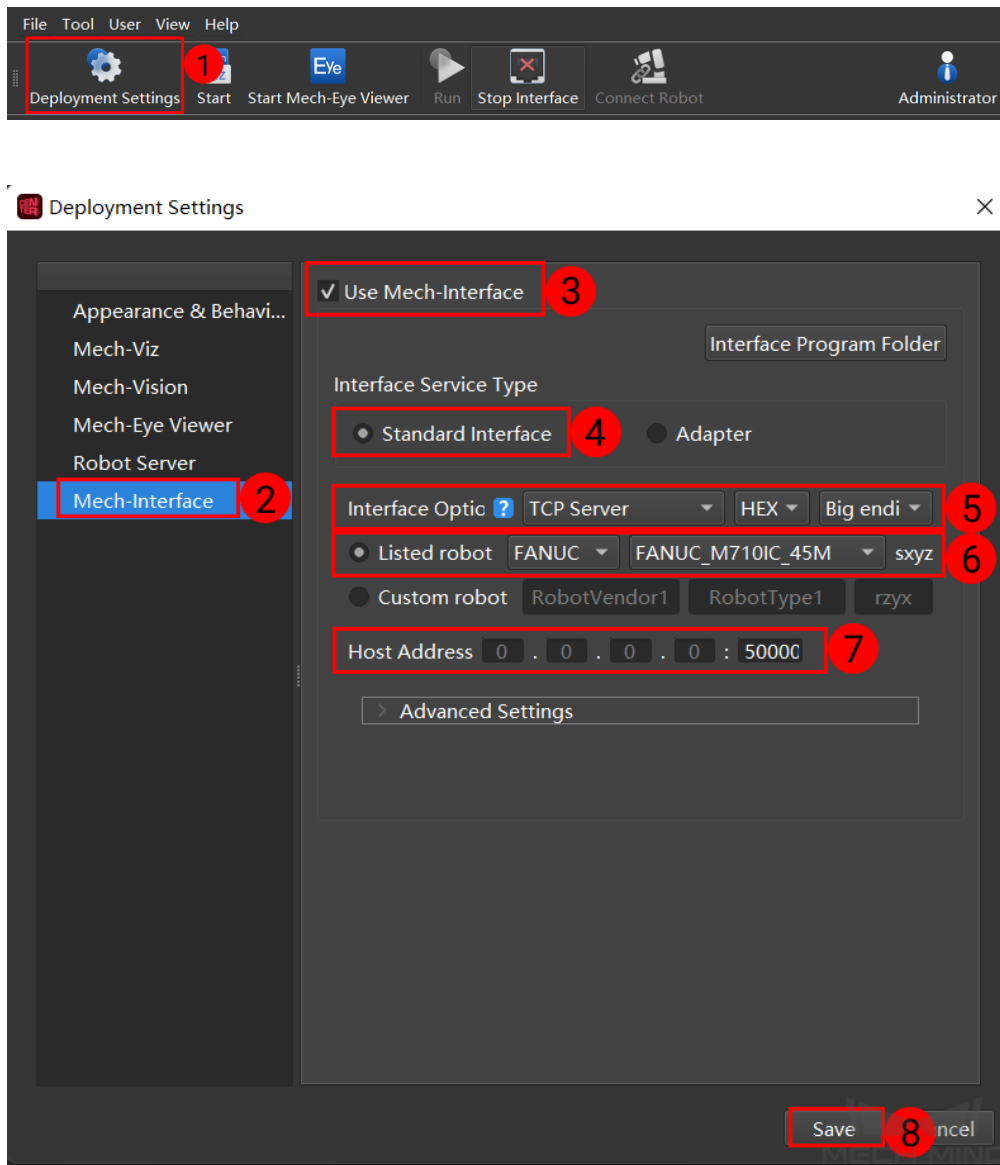 File Tool User View Help
1
Eye
Deployment Settings Start Start Mech-Eye Viewer Run Stop Interface Connect Robot Administrator
Deployment Settings
Use Mech-Interface 3
Appearance & Behavi...
Interface Program Folder
Mech-Viz
Interface Service Type
Mech-Vision
Mech-Eye Viewer
Standard Interface 4 Adapter
Robot Server
Mech-Interface 2
Interface Optic ? TCP Server HEX Big endi 5
Listed robot FANUC FANUC_M710IC_45M sxyz 6
Custom robot RobotVendor1 RobotType1 rzyx
Host Address 0 . 0 . 0 . 0 : 50000 7
Advanced Settings
Save 8 ncel